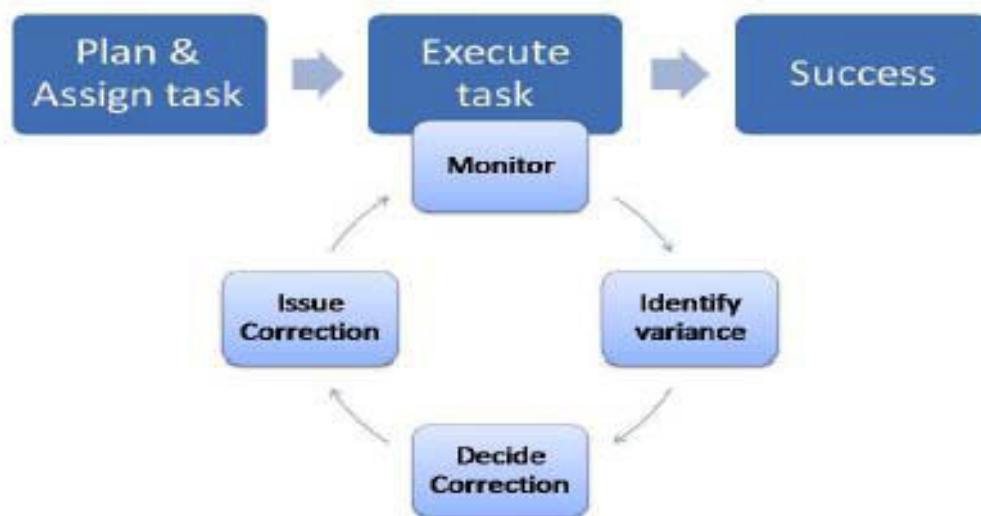 Plan &
Assign task
Execute
task
Success
Monitor
Identify
variance
Decide
Correction
Issue
Correction